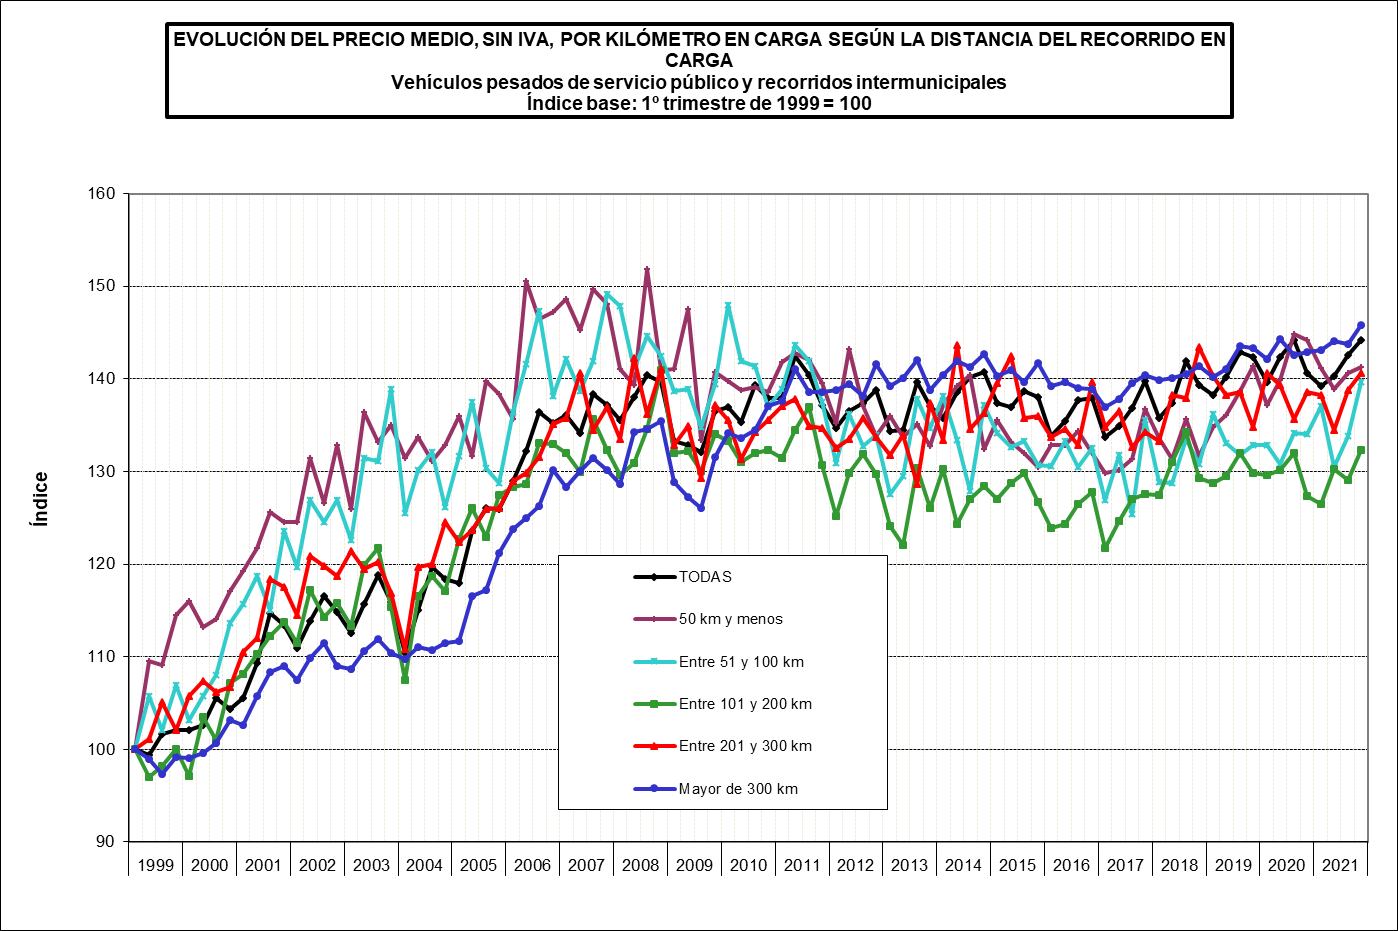 EVOLUCIÓN DEL PRECIO MEDIO, SIN IVA, POR KILÓMETRO EN CARGA SEGÚN LA DISTANCIA DEL RECORRIDO EN
CARGA
Vehículos pesados de servicio público y recorridos intermunicipales
Índice base: 1º trimestre de 1999 = 100
160
150
140
130
120
110
100
90
Índice
TODAS
50 km y menos
Entre 51 y 100 km
Entre 101 y 200 km
Entre 201 y 300 km
Mayor de 300 km
1999 2000 2001 2002 2003 2004 2005 2006 2007 2008 2009 2010 2011 2012 2013 2014 2015 2016 2017 2018 2019 2020 2021